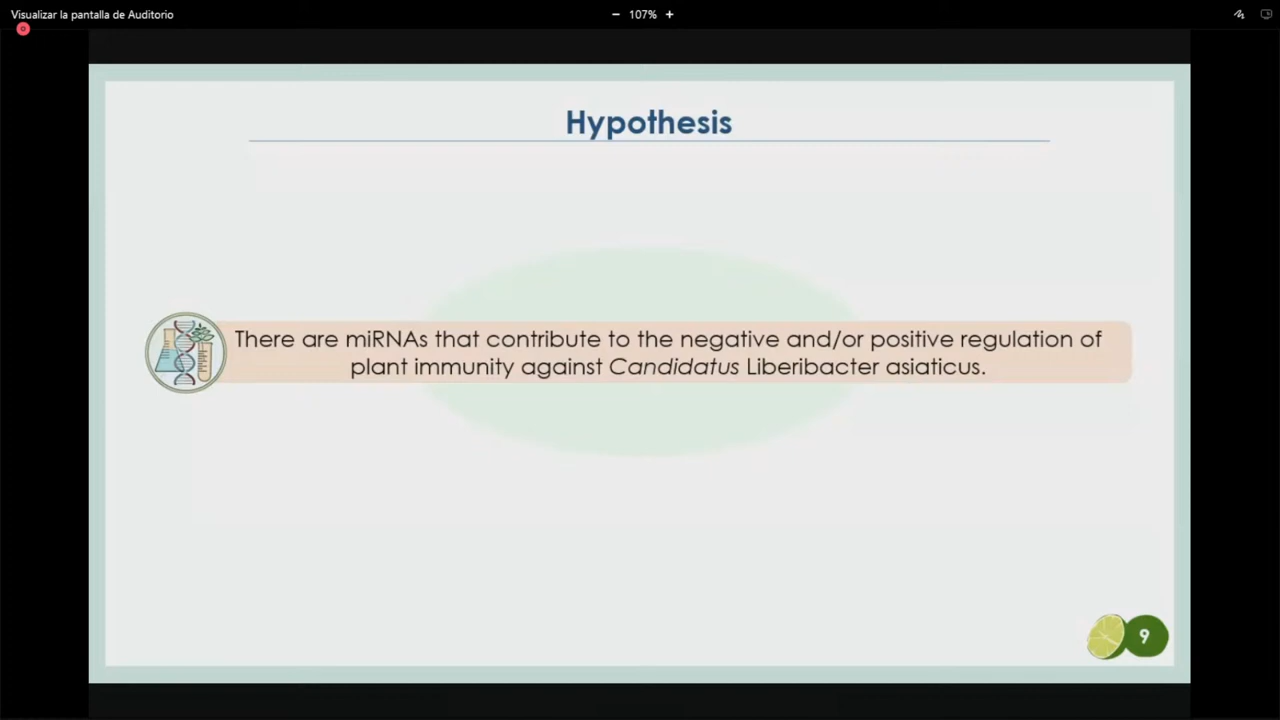 Visualizar la pantalla de Auditorio
− 107% +
Hypothesis
There are miRNAs that contribute to the negative and/or positive regulation of
plant immunity against Candidatus Liberibacter asiaticus.
9